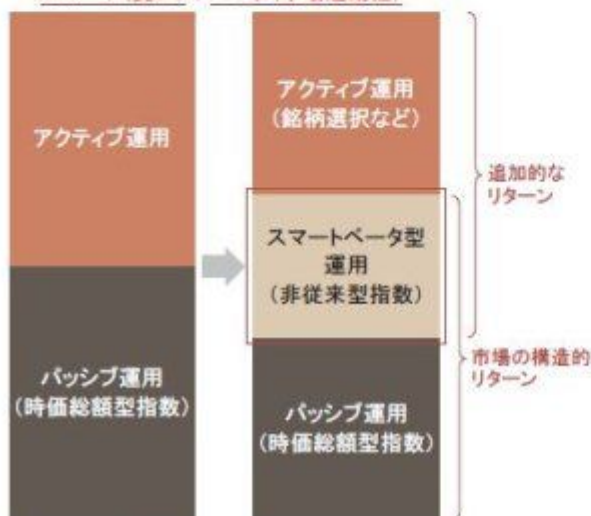 アクティブ運用
パッシブ運用
(時価総額型指数)
アクティブ運用
(銘柄選択など)
スマートベータ型
運用
(非従来型指数)
パッシブ運用
(時価総額型指数)
追加的な
リターン
市場の構造的
リターン